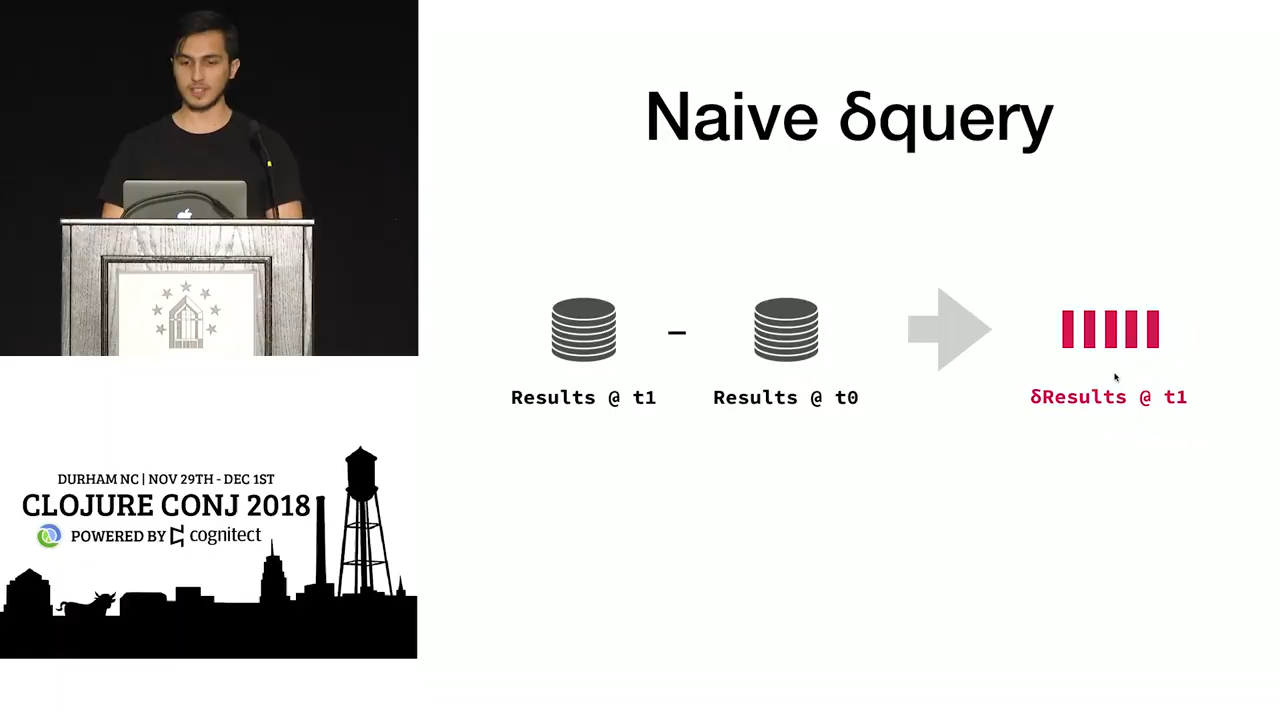 Naive δquery
–
Results @ t1
Results @ t0
δResults @ t1
DURHAM NC | NOV 29TH - DEC 1ST
CLOJURE CONJ 2018
POWERED BY cognitect